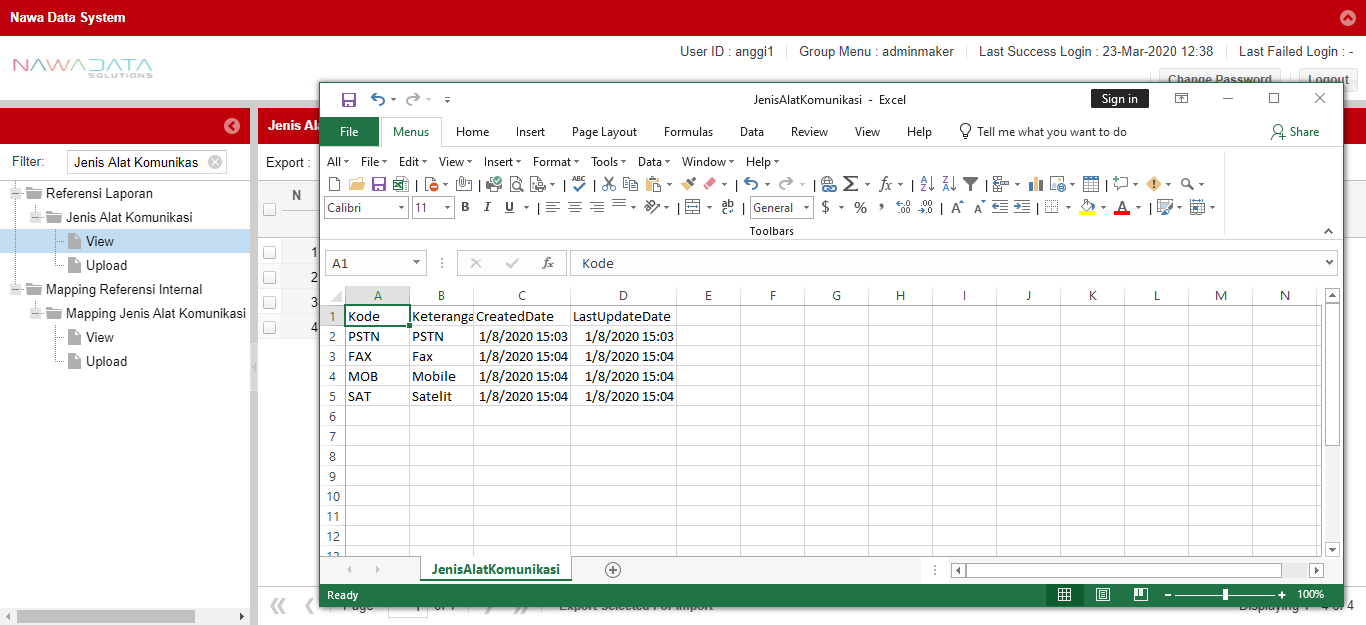 Nawa Data System
NAWADATA
SOLUTIONS
User ID : anggi1 Group Menu : adminmaker Last Success Login : 23-Mar-2020 12:38 Last Failed Login : -
Change Password Logout
Filter: Jenis Alat Komunikas
Referensi Laporan
Jenis Alat Komunikasi
View
Upload
Mapping Referensi Internal
Mapping Jenis Alat Komunikasi
View
Upload
Jenis Al
Export :
N
1
2
3
4
JenisAlatKomunikasi - Excel
Sign in
File Menus Home Insert Page Layout Formulas Data Review View Help Tell me what you want to do Share
All File Edit View Insert Format Tools Data Window Help
Calibri 11 B I U General $ % ,
Toolbars
A1 fx Kode
A B C D E F G H I J K L M N
1 Kode Keteranga CreatedDate LastUpdateDate
2 PSTN PSTN 1/8/2020 15:03 1/8/2020 15:03
3 FAX Fax 1/8/2020 15:04 1/8/2020 15:04
4 MOB Mobile 1/8/2020 15:04 1/8/2020 15:04
5 SAT Satelit 1/8/2020 15:04 1/8/2020 15:04
6
7
8
9
10
11
12
13
JenisAlatKomunikasi
Ready 100%
Page 1 of 1 Export Selected For Import Displaying 1 - 4 of 4